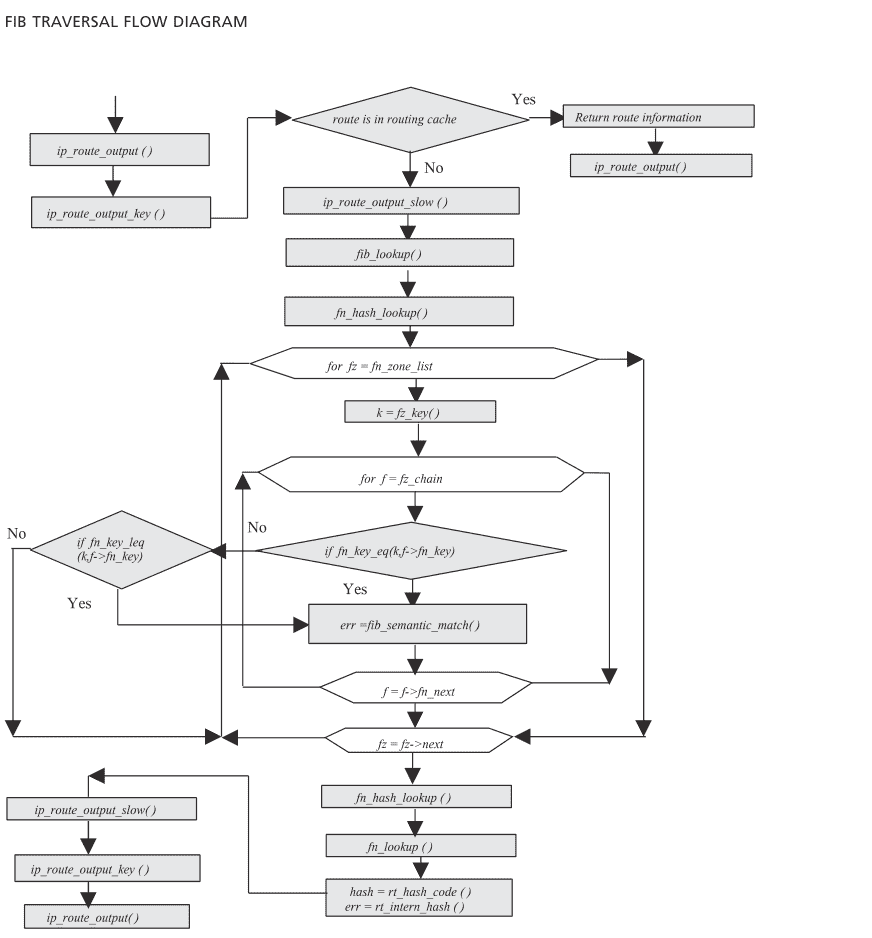 FIB TRAVERSAL FLOW DIAGRAM
Yes
route is in routing cache
Return route information
ip_route_output ( )
No
ip_route_output()
ip_route_output_key ( )
ip_route_output_slow ( )
fib_lookup( )
fn_hash_lookup( )
for fz = fn_zone_list
k = fz_key( )
for f = fz_chain
No
No
if fn_key_leq
(k,f->fn_key)
if fn_key_eq(k,f->fn_key)
Yes
Yes
err =fib_semantic_match( )
f = f->fn_next
fz = fz->next
fn_hash_lookup ( )
ip_route_output_slow( )
fn_lookup ( )
ip_route_output_key ( )
hash = rt_hash_code ( )
err = rt_intern_hash ( )
ip_route_output( )